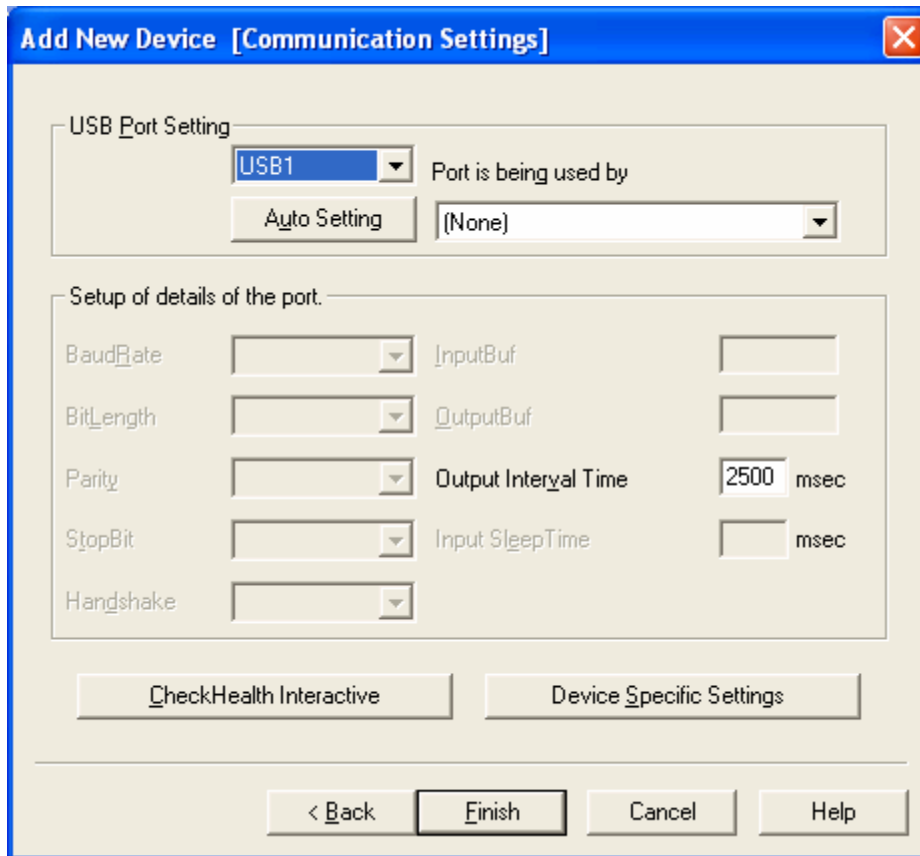 Add New Device [Communication Settings]
USB Port Setting
USB1
Port is being used by
Auto Setting
(None)
Setup of details of the port.
BaudRate
InputBuf
BitLength
OutputBuf
Parity
Output Interval Time 2500 msec
StopBit
Input SleepTime msec
Handshake
CheckHealth Interactive
Device Specific Settings
< Back
Finish
Cancel
Help